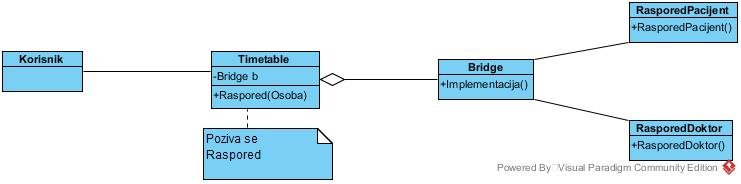 Korisnik
Timetable
-Bridge b
+Raspored(Osoba)
Poziva se
Raspored
Bridge
+Implementacija()
RasporedPacijent
+RasporedPacijent()
RasporedDoktor
+RasporedDoktor()
Powered By Visual Paradigm Community Edition